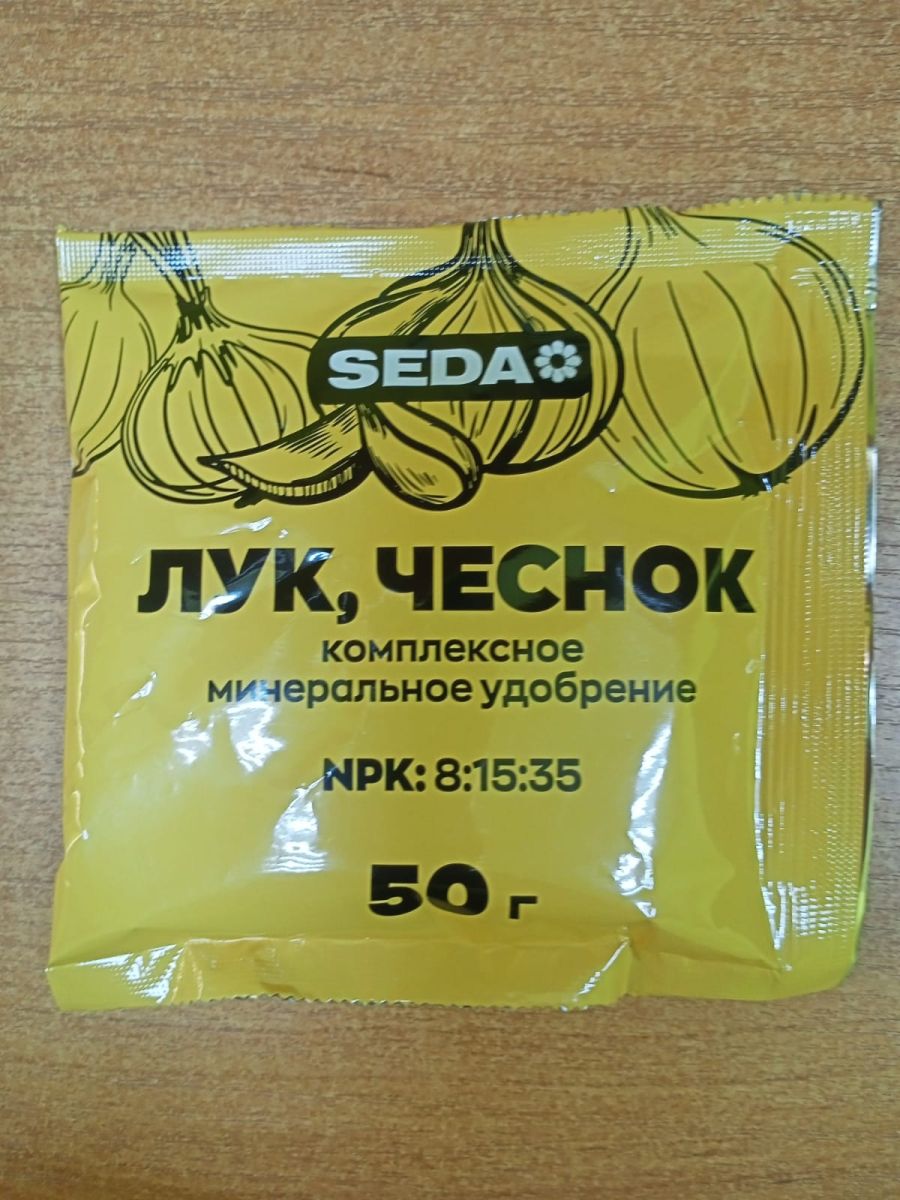 SEDA
ЛУК, ЧЕСНОК
комплексное
минеральное удобрение
NPK: 8:15:35
50 г